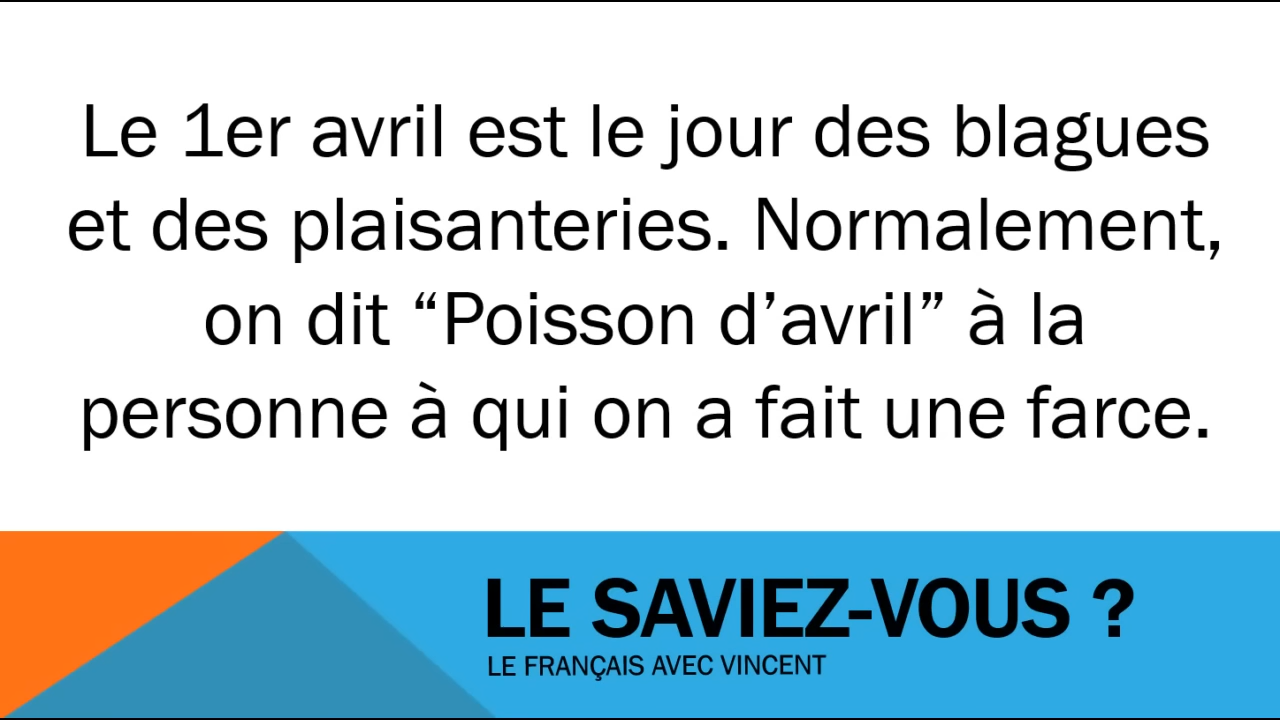 Le 1er avril est le jour des blagues
et des plaisanteries. Normalement,
on dit “Poisson d’avril” à la
personne à qui on a fait une farce.
LE SAVIEZ-VOUS ?
LE FRANÇAIS AVEC VINCENT